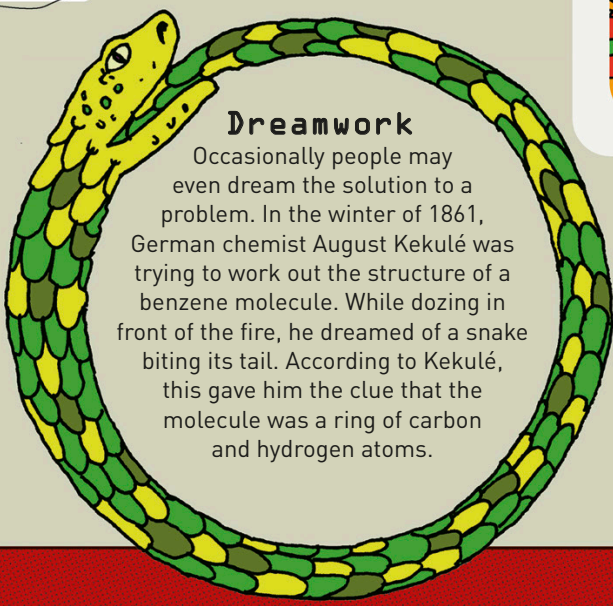 Dreamwork
Occasionally people may
even dream the solution to a
problem. In the winter of 1861,
German chemist August Kekulé was
trying to work out the structure of a
benzene molecule. While dozing in
front of the fire, he dreamed of a snake
biting its tail. According to Kekulé,
this gave him the clue that the
molecule was a ring of carbon
and hydrogen atoms.